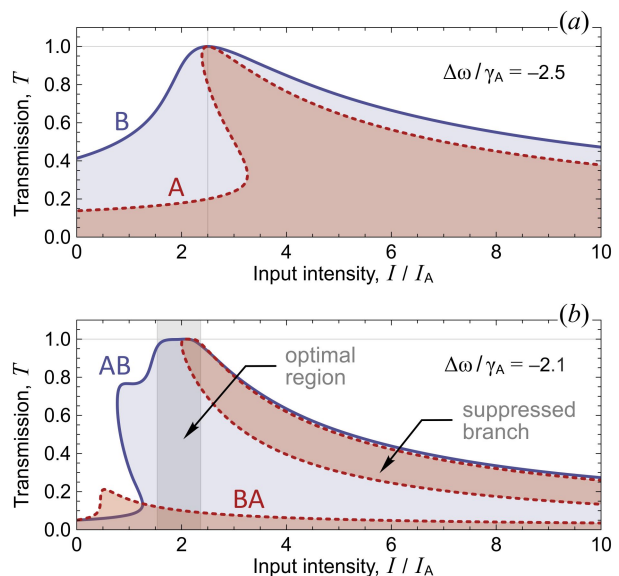 (a)
1.0
0.8
0.6
0.4
0.2
0.0
Transmission, T
B
A
Δω / γA = –2.5
0 2 4 6 8 10
Input intensity, I / IA
(b)
1.0
0.8
0.6
0.4
0.2
0.0
Transmission, T
AB
optimal
region
Δω / γA = –2.1
suppressed
branch
BA
0 2 4 6 8 10
Input intensity, I / IA